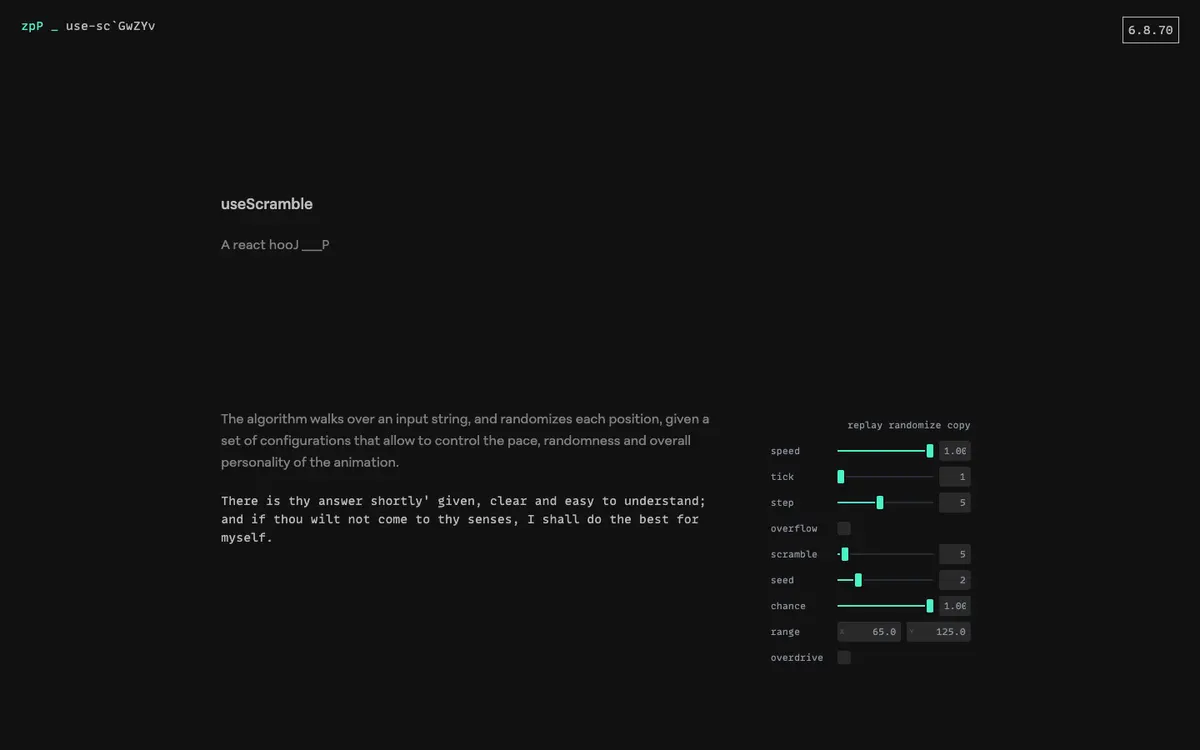 zpP _ use-sc`GwZYv
6.8.70
useScramble
A react hooJ ___P
The algorithm walks over an input string, and randomizes each position, given a
set of configurations that allow to control the pace, randomness and overall
personality of the animation.
There is thy answer shortly' given, clear and easy to understand;
and if thou wilt not come to thy senses, I shall do the best for
myself.
replay randomize copy
speed 1.00
tick 1
step 5
overflow
scramble 5
seed 2
chance 1.00
range 65.0 125.0
overdrive